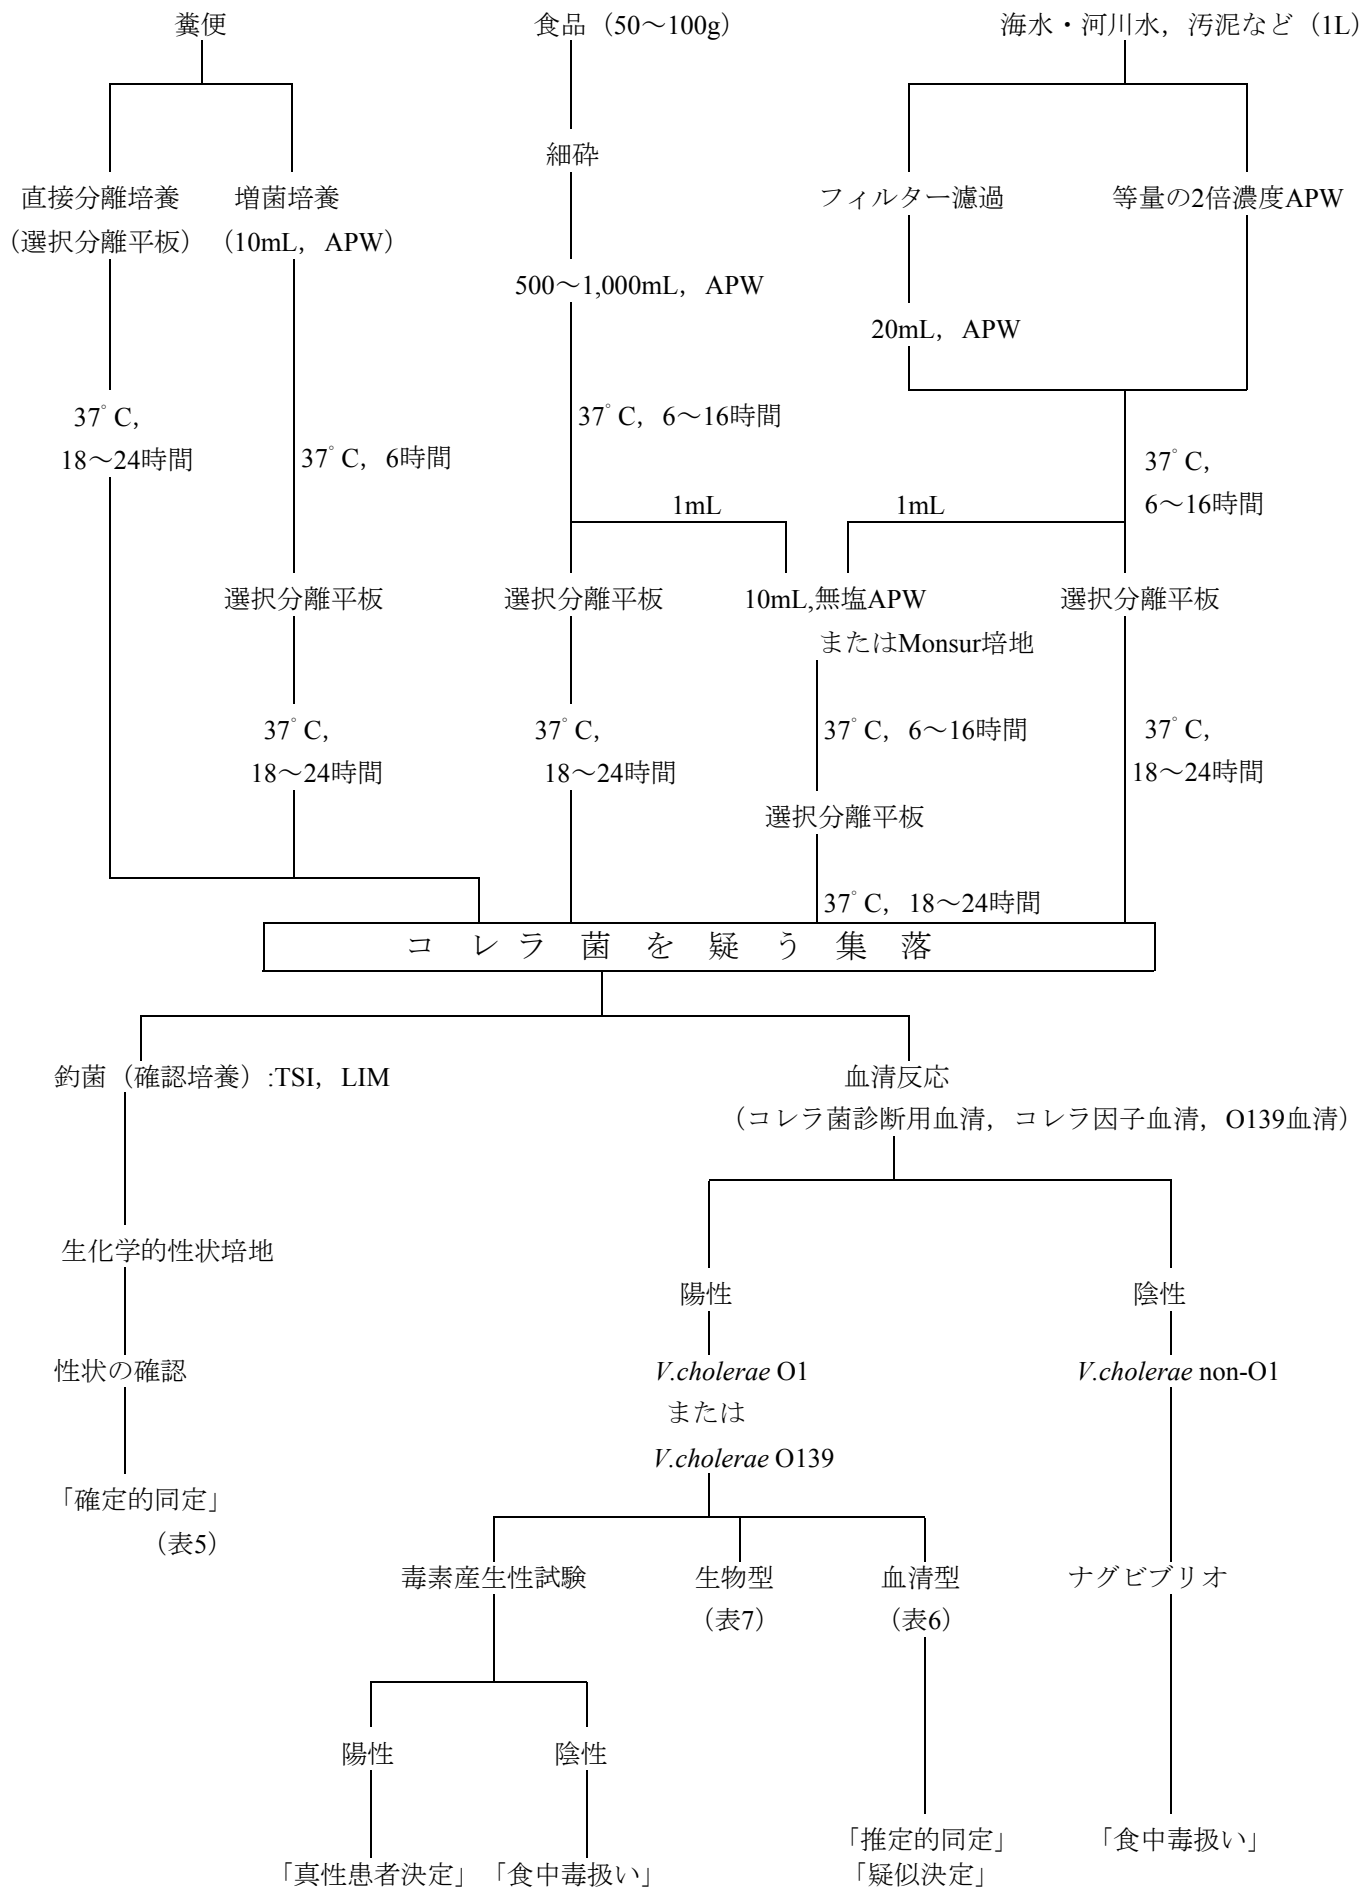 糞便
食品（50〜100g）
海水・河川水，汚泥など（1L）
細砕
直接分離培養
（選択分離平板）
増菌培養
（10mL，APW）
フィルター濾過
等量の2倍濃度APW
500〜1,000mL，APW
20mL，APW
37°C，
18〜24時間
37°C，6時間
37°C，6〜16時間
37°C，
6〜16時間
1mL
1mL
選択分離平板
選択分離平板
10mL,無塩APW
またはMonsur培地
選択分離平板
37°C，
18〜24時間
37°C，
18〜24時間
37°C，6〜16時間
37°C，
18〜24時間
選択分離平板
37°C，18〜24時間
コレラ菌を疑う集落
釣菌（確認培養）:TSI，LIM
血清反応
（コレラ菌診断用血清，コレラ因子血清，O139血清）
生化学的性状培地
陽性
陰性
性状の確認
V.cholerae O1
または
V.cholerae O139
V.cholerae non-O1
「確定的同定」
（表5）
毒素産生性試験
生物型
（表7）
血清型
（表6）
ナグビブリオ
陽性
陰性
「推定的同定」
「疑似決定」
「食中毒扱い」
「真性患者決定」
「食中毒扱い」